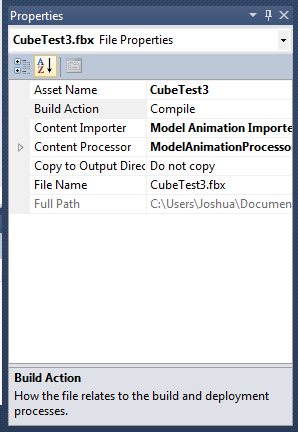 Properties
CubeTest3.fbx File Properties
Asset Name CubeTest3
Build Action Compile
Content Importer Model Animation Importe
Content Processor ModelAnimationProcesso
Copy to Output Direc Do not copy
File Name CubeTest3.fbx
Full Path C:\Users\Joshua\Documen
Build Action
How the file relates to the build and deployment
processes.